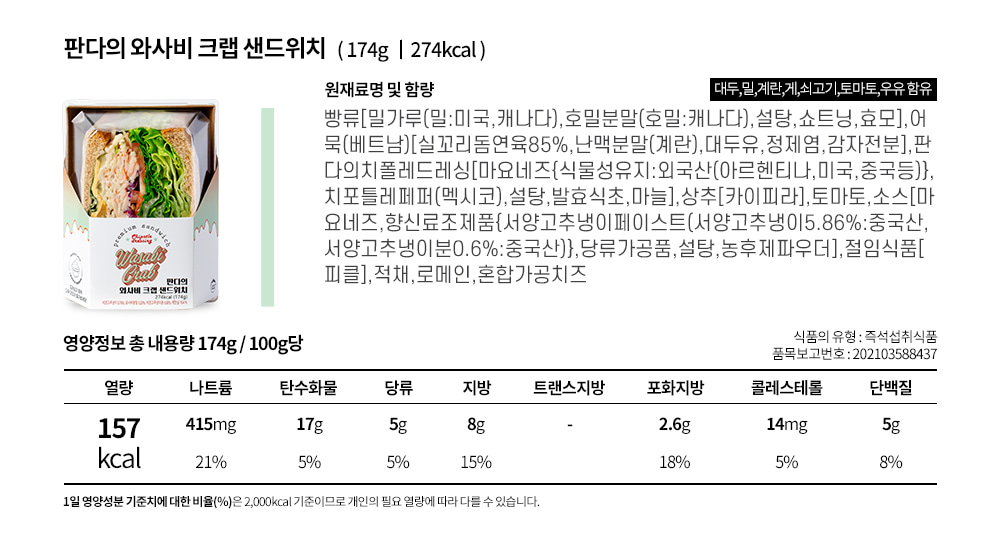 판다의 와사비 크랩 샌드위치 ( 174g | 274kcal )
premium sandwich
Chipotle Dressing
Wasabi Crab
판다의
와사비 크랩 샌드위치
274kcal (174g)
원재료명 및 함량
대두,밀,계란,게,쇠고기,토마토,우유 함유
빵류[밀가루(밀:미국,캐나다),호밀분말(호밀:캐나다),설탕,쇼트닝,효모],어
묵(베트남)[실꼬리돔연육85%,난백분말(계란),대두유,정제염,감자전분],판
다의치폴레드레싱[마요네즈{식물성유지:외국산(아르헨티나,미국,중국등)},
치포틀레페퍼(멕시코),설탕,발효식초,마늘],상추[카이피라],토마토,소스[마
요네즈,향신료조제품{서양고추냉이페이스트(서양고추냉이5.86%:중국산,
서양고추냉이분0.6%:중국산)},당류가공품,설탕,농후제파우더],절임식품[
피클],적채,로메인,혼합가공치즈
영양정보 총 내용량 174g / 100g당
식품의 유형 : 즉석섭취식품
품목보고번호 : 202103588437
열량 나트륨 탄수화물 당류 지방 트랜스지방 포화지방 콜레스테롤 단백질
157 kcal 415mg 17g 5g 8g - 2.6g 14mg 5g
21% 5% 5% 15% 18% 5% 8%
1일 영양성분 기준치에 대한 비율(%)은 2,000kcal 기준이므로 개인의 필요 열량에 따라 다를 수 있습니다.